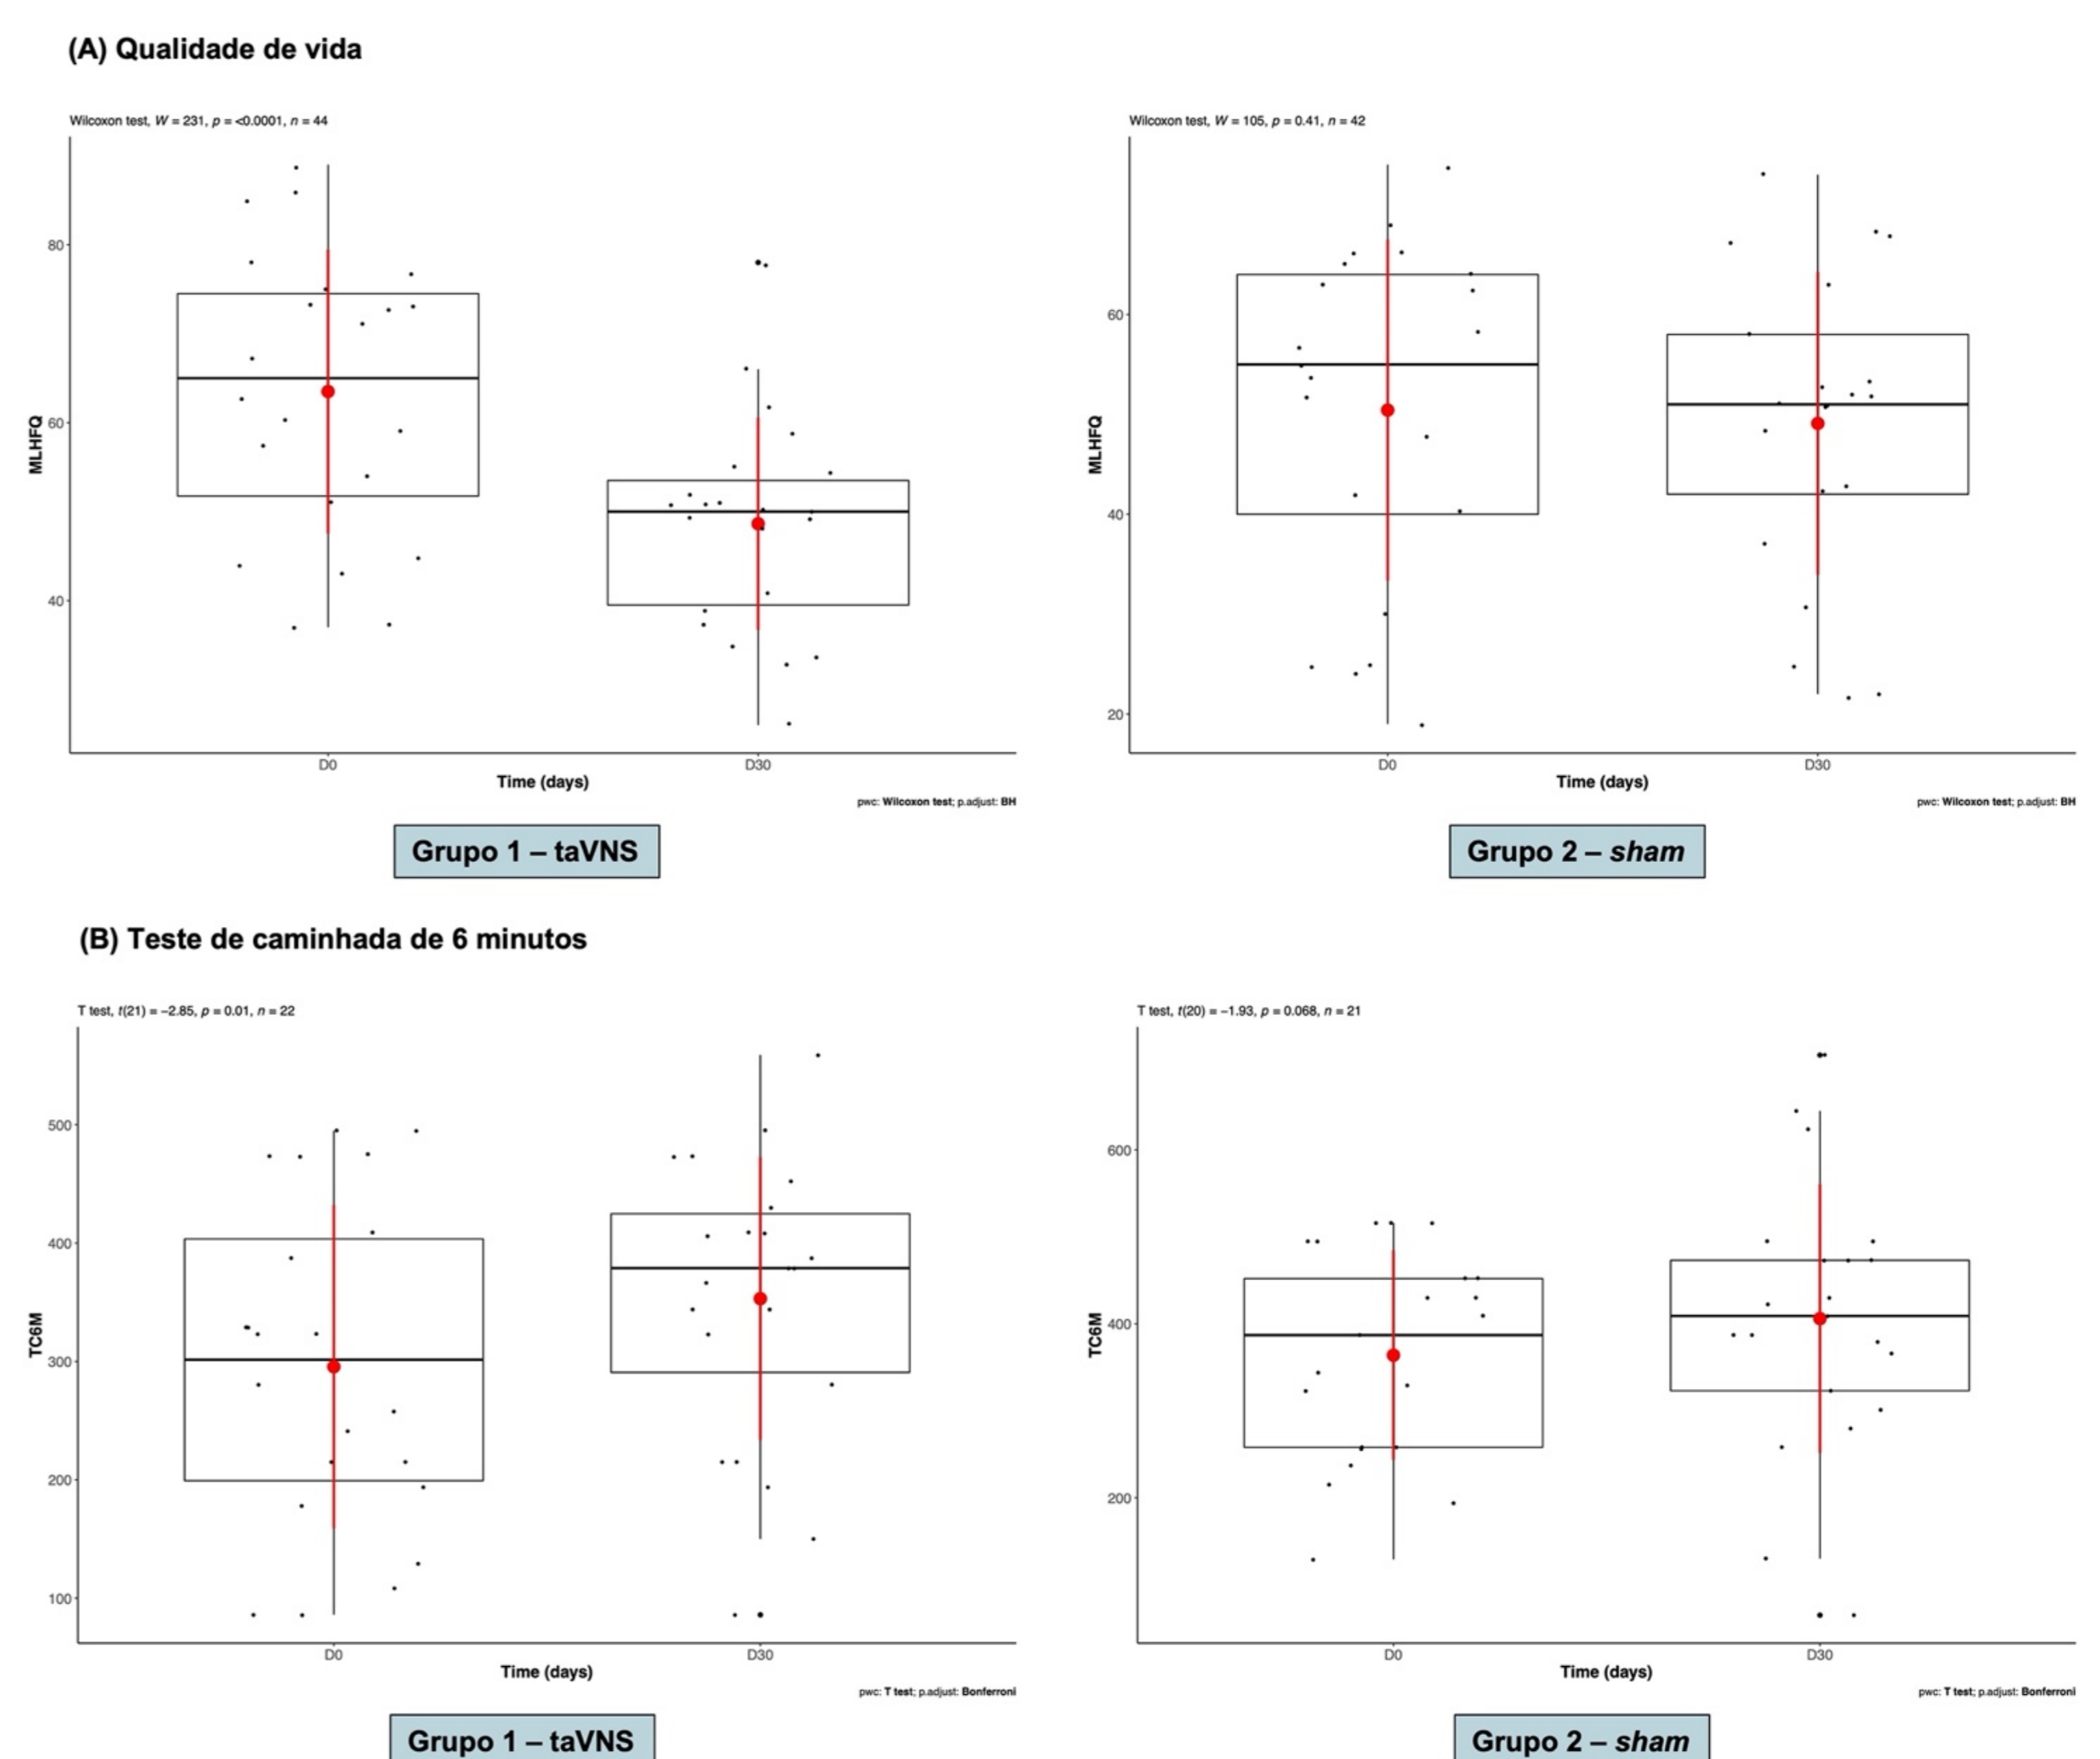 (A) Qualidade de vida
Wilcoxon test, W = 231, p = <0.0001, n = 44
Wilcoxon test, W = 105, p = 0.41, n = 42
MLHFQ
80
60
40
D0
D30
Time (days)
pwc: Wilcoxon test; p.adjust: BH
MLHFQ
60
40
20
D0
D30
Time (days)
pwc: Wilcoxon test; p.adjust: BH
Grupo 1 – taVNS
Grupo 2 – sham
(B) Teste de caminhada de 6 minutos
T test, t(21) = −2.85, p = 0.01, n = 22
T test, t(20) = −1.93, p = 0.068, n = 21
TC6M
500
400
300
200
100
D0
D30
Time (days)
pwc: T test; p.adjust: Bonferroni
TC6M
600
400
200
D0
D30
Time (days)
pwc: T test; p.adjust: Bonferroni
Grupo 1 – taVNS
Grupo 2 – sham